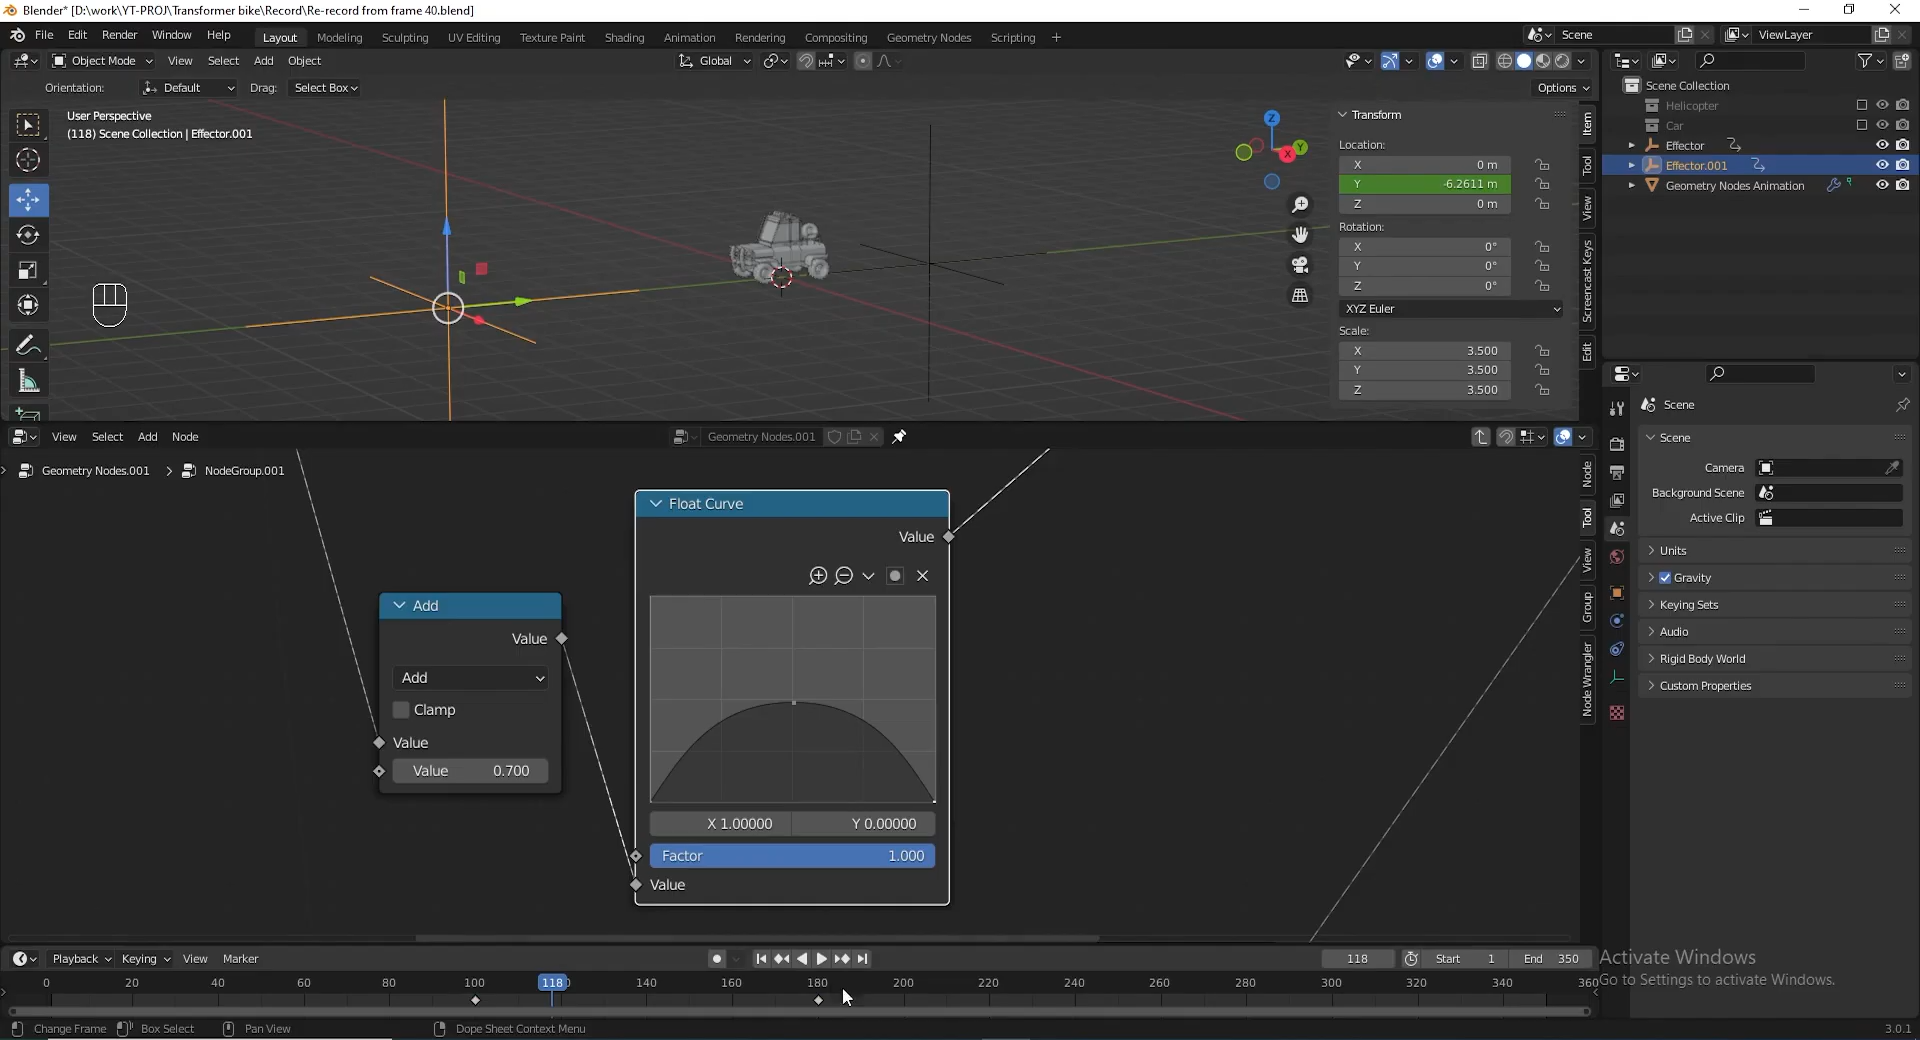 Blender* [D:\work\YT-PROJ\Transformer bike\Record\Re-record from frame 40.blend]
File Edit Render Window Help Layout Modeling Sculpting UV Editing Texture Paint Shading Animation Rendering Compositing Geometry Nodes Scripting + Scene ViewLayer
Object Mode View Select Add Object Global
Orientation: Default Drag: Select Box Options
User Perspective
(118) Scene Collection | Effector.001
Z
Y
X
Transform
Location:
X 0 m
Y -6.2611 m
Z 0 m
Rotation:
X 0°
Y 0°
Z 0°
XYZ Euler
Scale:
X 3.500
Y 3.500
Z 3.500
Item
Tool
View
Screencast Keys
Edit
Scene Collection
Helicopter
Car
Effector
Effector.001
Geometry Nodes Animation
View Select Add Node Geometry Nodes.001
Geometry Nodes.001 > NodeGroup.001
Add
Value
Add
Clamp
Value
Value 0.700
Float Curve
Value
X 1.00000 Y 0.00000
Factor 1.000
Value
Node
Tool
View
Group
Node Wrangler
Scene
Scene
Camera
Background Scene
Active Clip
Units
Gravity
Keying Sets
Audio
Rigid Body World
Custom Properties
Playback Keying View Marker 118 Start 1 End 350
0 20 40 60 80 100 118 140 160 180 200 220 240 260 280 300 320 340 360
Activate Windows
Go to Settings to activate Windows.
Change Frame Box Select Pan View Dope Sheet Context Menu 3.0.1